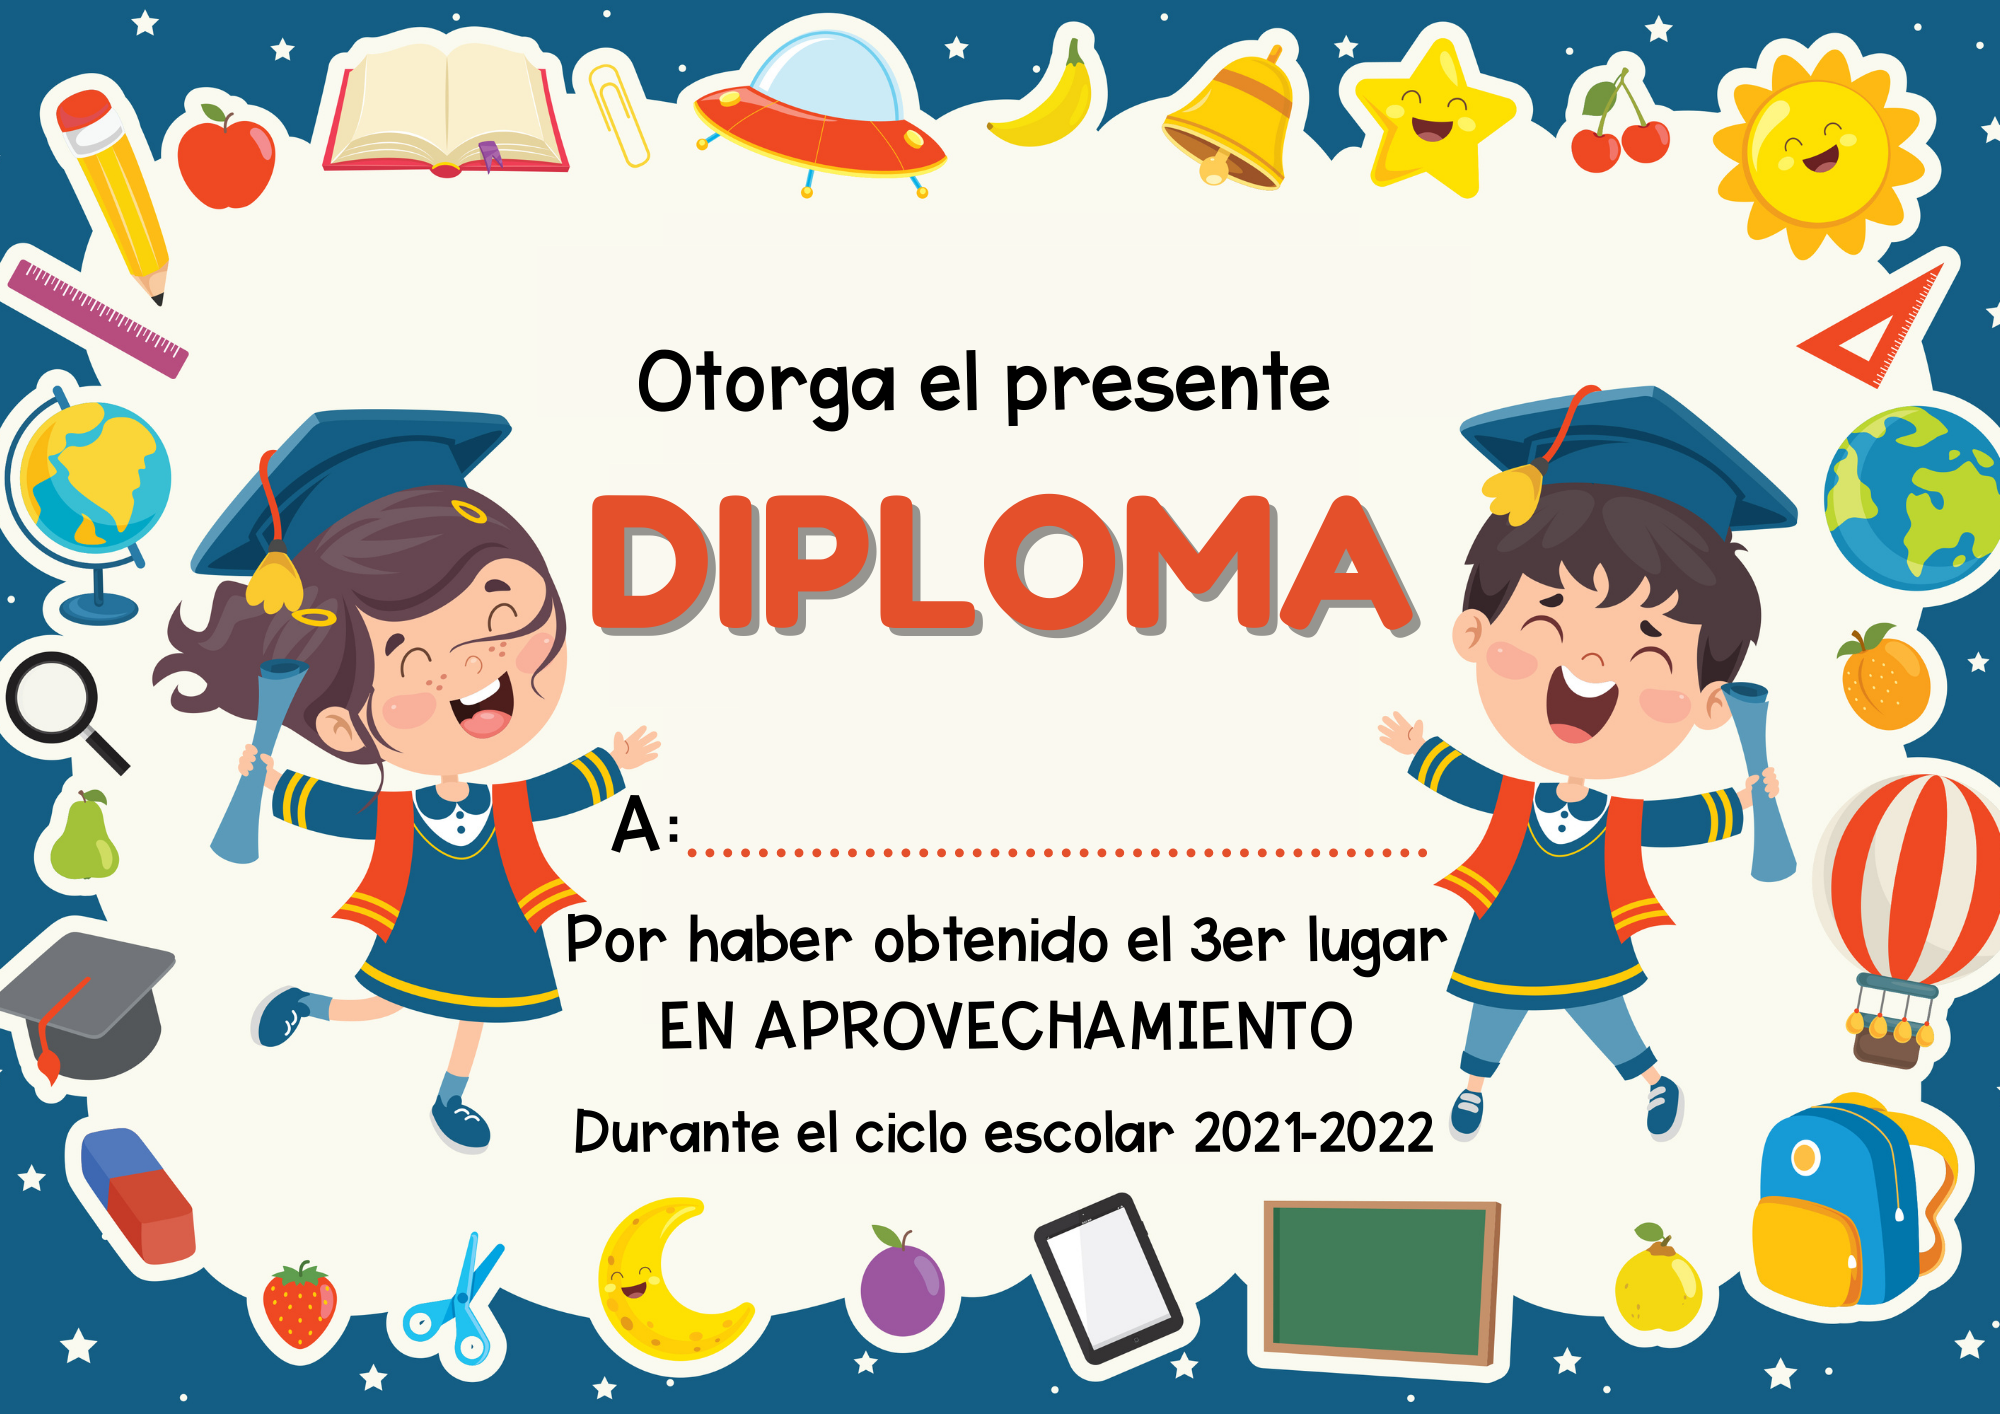 Otorga el presente
DIPLOMA
A:
Por haber obtenido el 3er lugar
EN APROVECHAMIENTO
Durante el ciclo escolar 2021-2022